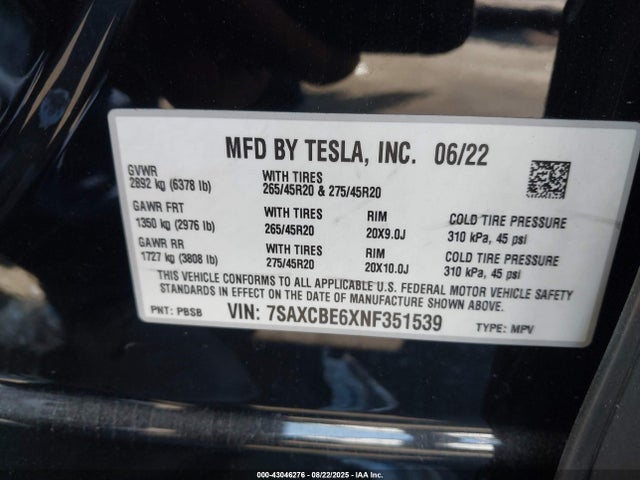 MFD BY TESLA, INC. 06/22
GVWR
2892 kg (6378 lb)
WITH TIRES
265/45R20 & 275/45R20
GAWR FRT
1350 kg (2976 lb)
WITH TIRES
265/45R20
RIM
20X9.0J
COLD TIRE PRESSURE
310 kPa, 45 psi
GAWR RR
1727 kg (3808 lb)
WITH TIRES
275/45R20
RIM
20X10.0J
COLD TIRE PRESSURE
310 kPa, 45 psi
THIS VEHICLE CONFORMS TO ALL APPLICABLE U.S. FEDERAL MOTOR VEHICLE SAFETY
STANDARDS IN EFFECT ON THE DATE OF MANUFACTURE SHOWN ABOVE.
PNT: PBSB VIN: 7SAXCBE6XNF351539 TYPE: MPV
000-43046276 - 08/22/2025 - IAA Inc.